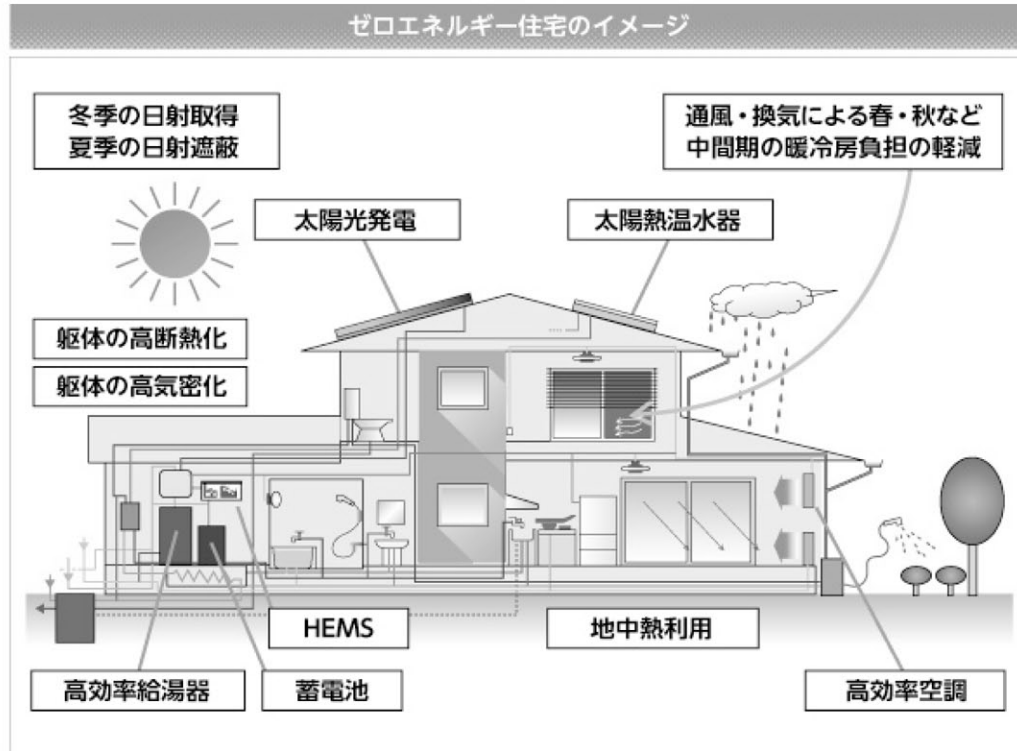 ゼロエネルギー住宅のイメージ
冬季の日射取得
夏季の日射遮蔽
通風・換気による春・秋など
中間期の暖冷房負担の軽減
太陽光発電
太陽熱温水器
躯体の高断熱化
躯体の高気密化
HEMS
地中熱利用
高効率給湯器
蓄電池
高効率空調